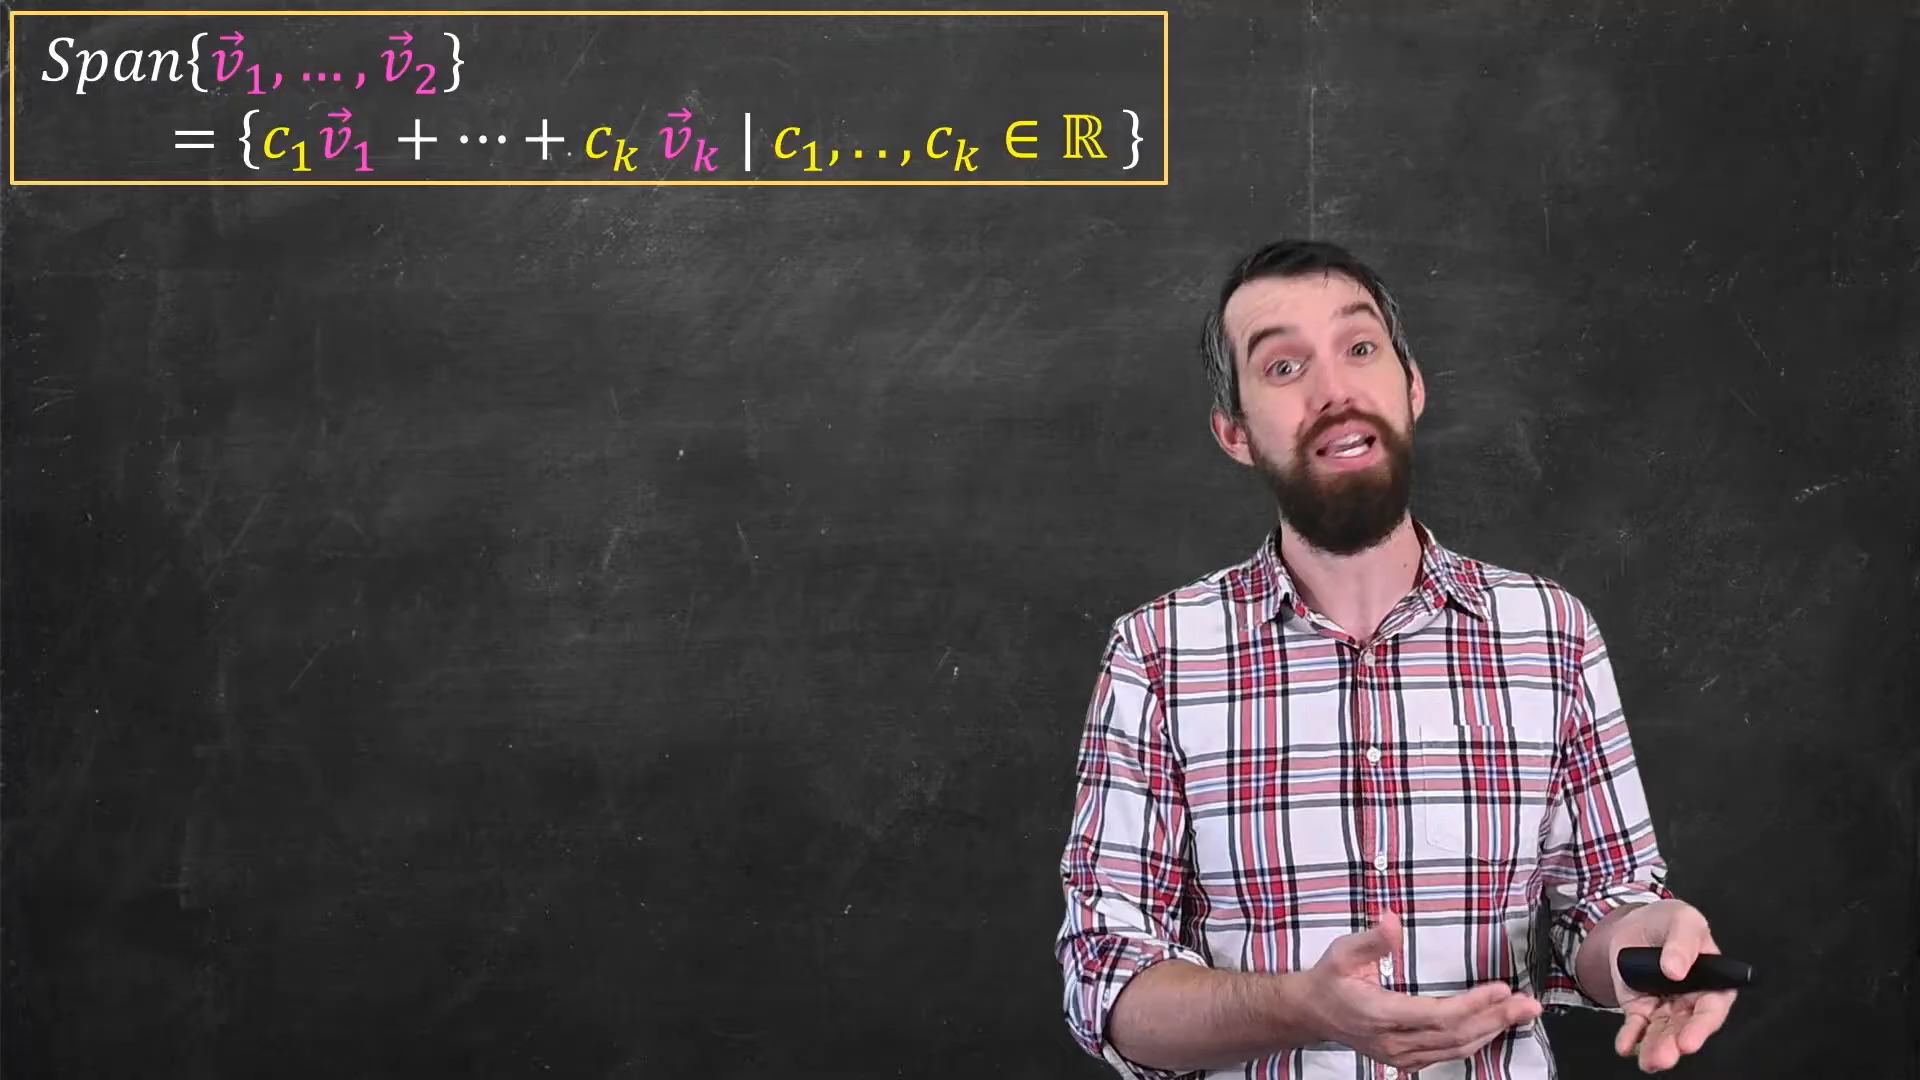 Span{v⃗₁, … , v⃗₂}
= {c₁v⃗₁ + ⋯ + cₖ v⃗ₖ | c₁, . . , cₖ ∈ ℝ }